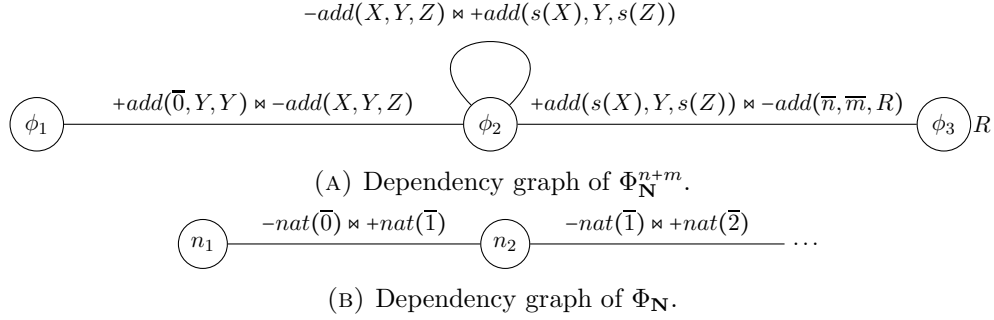 −add(X, Y, Z) ⋈ +add(s(X), Y, s(Z))
+add(0̅, Y, Y) ⋈ −add(X, Y, Z)
+add(s(X), Y, s(Z)) ⋈ −add(n̅, m̅, R)
ϕ₁
ϕ₂
ϕ₃ R
(A) Dependency graph of Φ_𝐍^{n+m}.
−nat(0̅) ⋈ +nat(1̅)
−nat(1̅) ⋈ +nat(2̅)
n₁
n₂
⋯
(B) Dependency graph of Φ_𝐍.